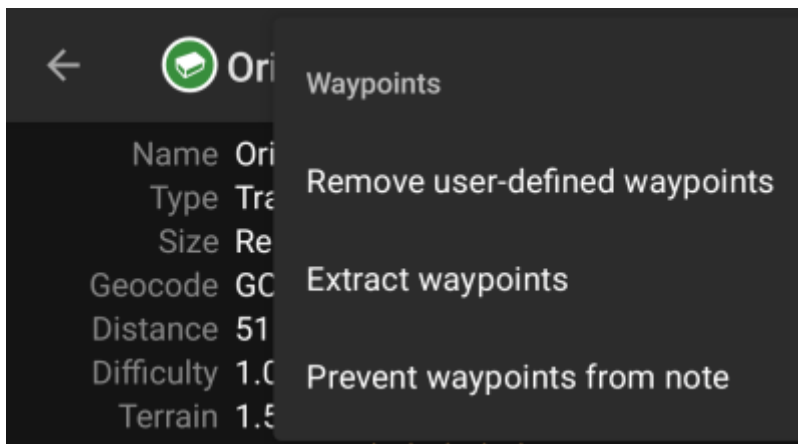 Ori
Waypoints
Name Ori
Remove user-defined waypoints
Type Tra
Size Re
Geocode GC
Extract waypoints
Distance 51
Difficulty 1.0
Prevent waypoints from note
Terrain 1.5